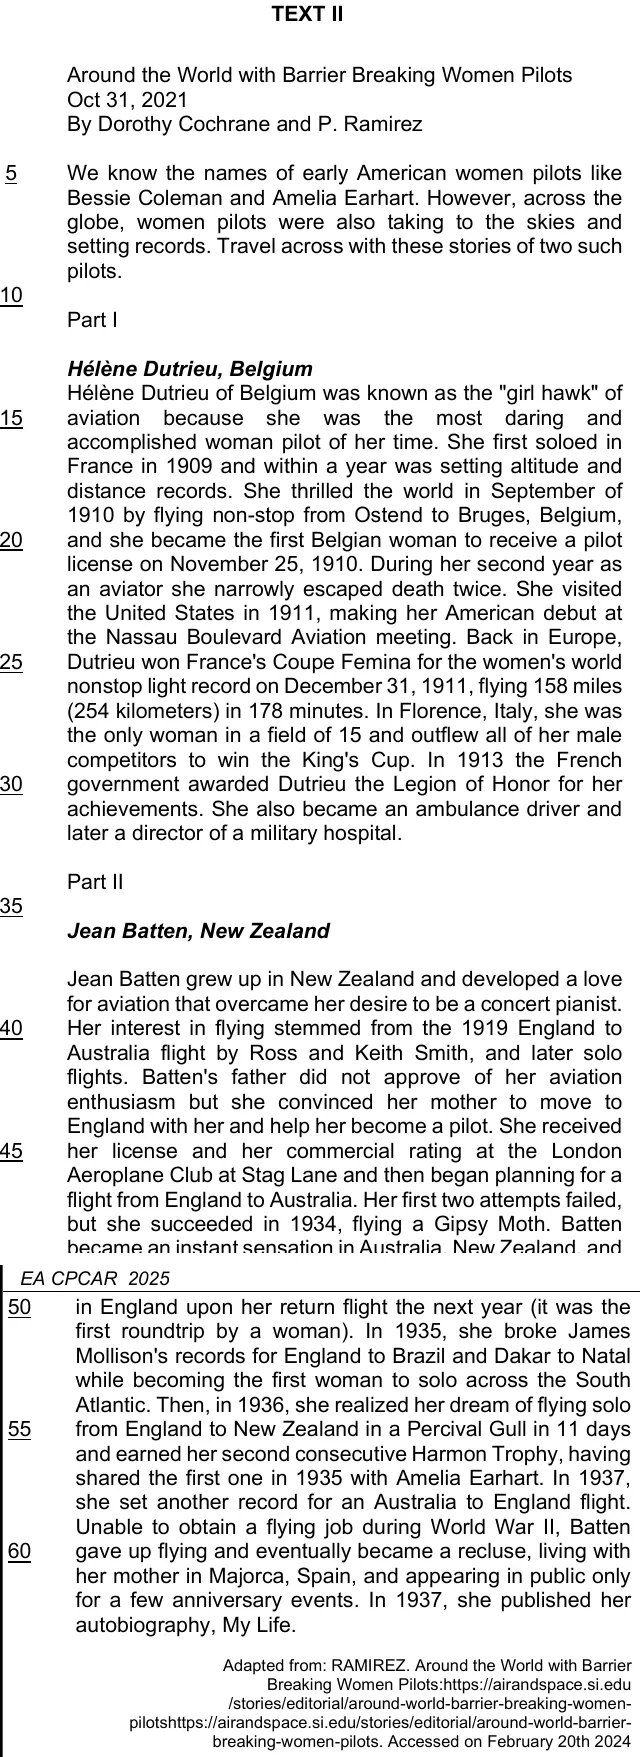 TEXT II
Around the World with Barrier Breaking Women Pilots
Oct 31, 2021
By Dorothy Cochrane and P. Ramirez
5 We know the names of early American women pilots like
Bessie Coleman and Amelia Earhart. However, across the
globe, women pilots were also taking to the skies and
setting records. Travel across with these stories of two such
pilots.
10
Part I
Hélène Dutrieu, Belgium
Hélène Dutrieu of Belgium was known as the "girl hawk" of
15 aviation because she was the most daring and
accomplished woman pilot of her time. She first soloed in
France in 1909 and within a year was setting altitude and
distance records. She thrilled the world in September of
1910 by flying non-stop from Ostend to Bruges, Belgium,
20 and she became the first Belgian woman to receive a pilot
license on November 25, 1910. During her second year as
an aviator she narrowly escaped death twice. She visited
the United States in 1911, making her American debut at
the Nassau Boulevard Aviation meeting. Back in Europe,
25 Dutrieu won France's Coupe Femina for the women's world
nonstop light record on December 31, 1911, flying 158 miles
(254 kilometers) in 178 minutes. In Florence, Italy, she was
the only woman in a field of 15 and outflew all of her male
competitors to win the King's Cup. In 1913 the French
30 government awarded Dutrieu the Legion of Honor for her
achievements. She also became an ambulance driver and
later a director of a military hospital.
Part II
35
Jean Batten, New Zealand
Jean Batten grew up in New Zealand and developed a love
for aviation that overcame her desire to be a concert pianist.
40 Her interest in flying stemmed from the 1919 England to
Australia flight by Ross and Keith Smith, and later solo
flights. Batten's father did not approve of her aviation
enthusiasm but she convinced her mother to move to
England with her and help her become a pilot. She received
45 her license and her commercial rating at the London
Aeroplane Club at Stag Lane and then began planning for a
flight from England to Australia. Her first two attempts failed,
but she succeeded in 1934, flying a Gipsy Moth. Batten
became an instant sensation in Australia, New Zealand, and
EA CPCAR 2025
50 in England upon her return flight the next year (it was the
first roundtrip by a woman). In 1935, she broke James
Mollison's records for England to Brazil and Dakar to Natal
while becoming the first woman to solo across the South
Atlantic. Then, in 1936, she realized her dream of flying solo
55 from England to New Zealand in a Percival Gull in 11 days
and earned her second consecutive Harmon Trophy, having
shared the first one in 1935 with Amelia Earhart. In 1937,
she set another record for an Australia to England flight.
Unable to obtain a flying job during World War II, Batten
60 gave up flying and eventually became a recluse, living with
her mother in Majorca, Spain, and appearing in public only
for a few anniversary events. In 1937, she published her
autobiography, My Life.
Adapted from: RAMIREZ. Around the World with Barrier
Breaking Women Pilots:https://airandspace.si.edu
/stories/editorial/around-world-barrier-breaking-women-
pilotshttps://airandspace.si.edu/stories/editorial/around-world-barrier-
breaking-women-pilots. Accessed on February 20th 2024